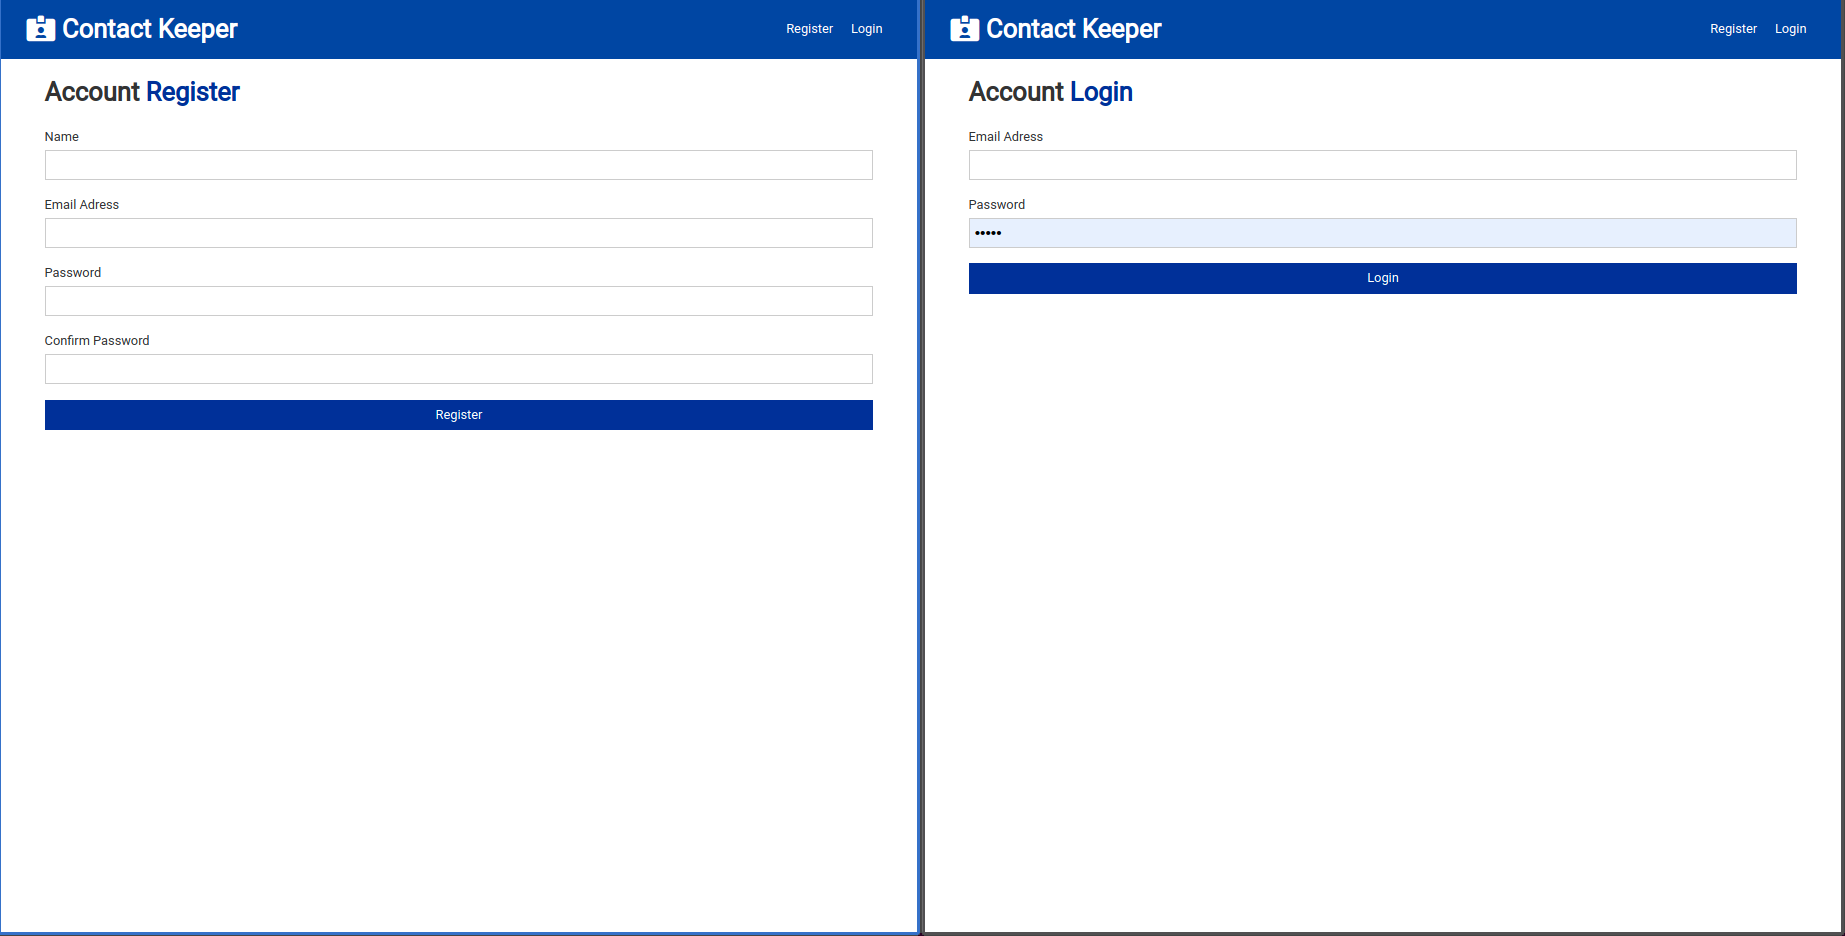 Contact Keeper
Register Login
Account Register
Name
Email Adress
Password
Confirm Password
Register
Contact Keeper
Register Login
Account Login
Email Adress
Password
•••••
Login